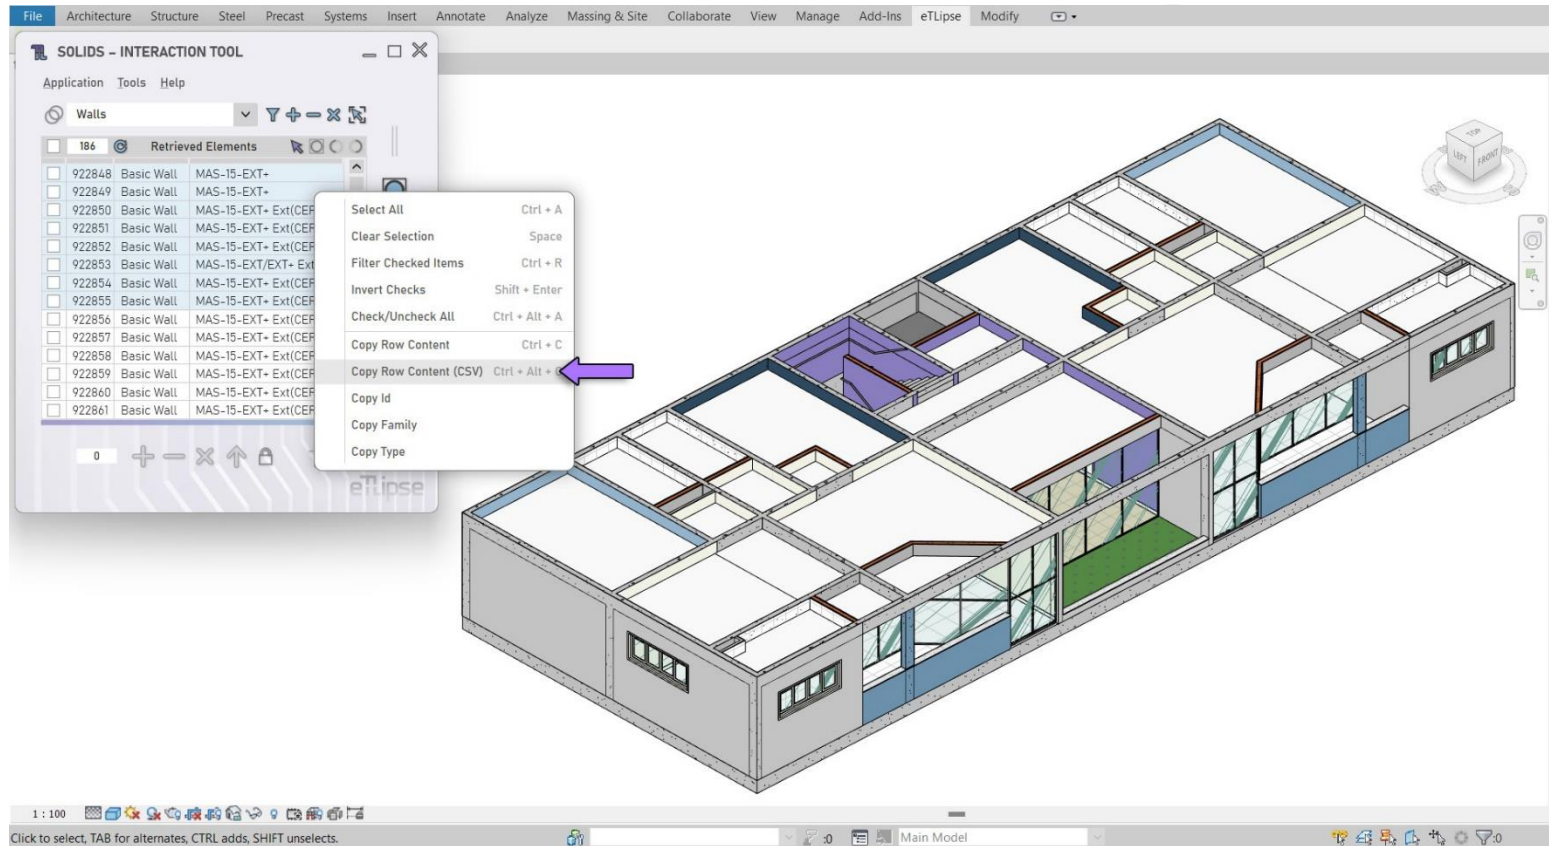 File Architecture Structure Steel Precast Systems Insert Annotate Analyze Massing & Site Collaborate View Manage Add-Ins eTLipse Modify
SOLIDS – INTERACTION TOOL
Application Tools Help
Walls
186 Retrieved Elements
922848 Basic Wall MAS-15-EXT+
922849 Basic Wall MAS-15-EXT+
922850 Basic Wall MAS-15-EXT+ Ext(CEF
922851 Basic Wall MAS-15-EXT+ Ext(CEF
922852 Basic Wall MAS-15-EXT+ Ext(CEF
922853 Basic Wall MAS-15-EXT/EXT+ Ext
922854 Basic Wall MAS-15-EXT+ Ext(CEF
922855 Basic Wall MAS-15-EXT+ Ext(CEF
922856 Basic Wall MAS-15-EXT+ Ext(CEF
922857 Basic Wall MAS-15-EXT+ Ext(CEF
922858 Basic Wall MAS-15-EXT+ Ext(CEF
922859 Basic Wall MAS-15-EXT+ Ext(CEF
922860 Basic Wall MAS-15-EXT+ Ext(CEF
922861 Basic Wall MAS-15-EXT+ Ext(CEF
0
eTLipse
Select All Ctrl + A
Clear Selection Space
Filter Checked Items Ctrl + R
Invert Checks Shift + Enter
Check/Uncheck All Ctrl + Alt + A
Copy Row Content Ctrl + C
Copy Row Content (CSV) Ctrl + Alt +
Copy Id
Copy Family
Copy Type
TOP
LEFT FRONT
1 : 100
Click to select, TAB for alternates, CTRL adds, SHIFT unselects. :0 Main Model :0